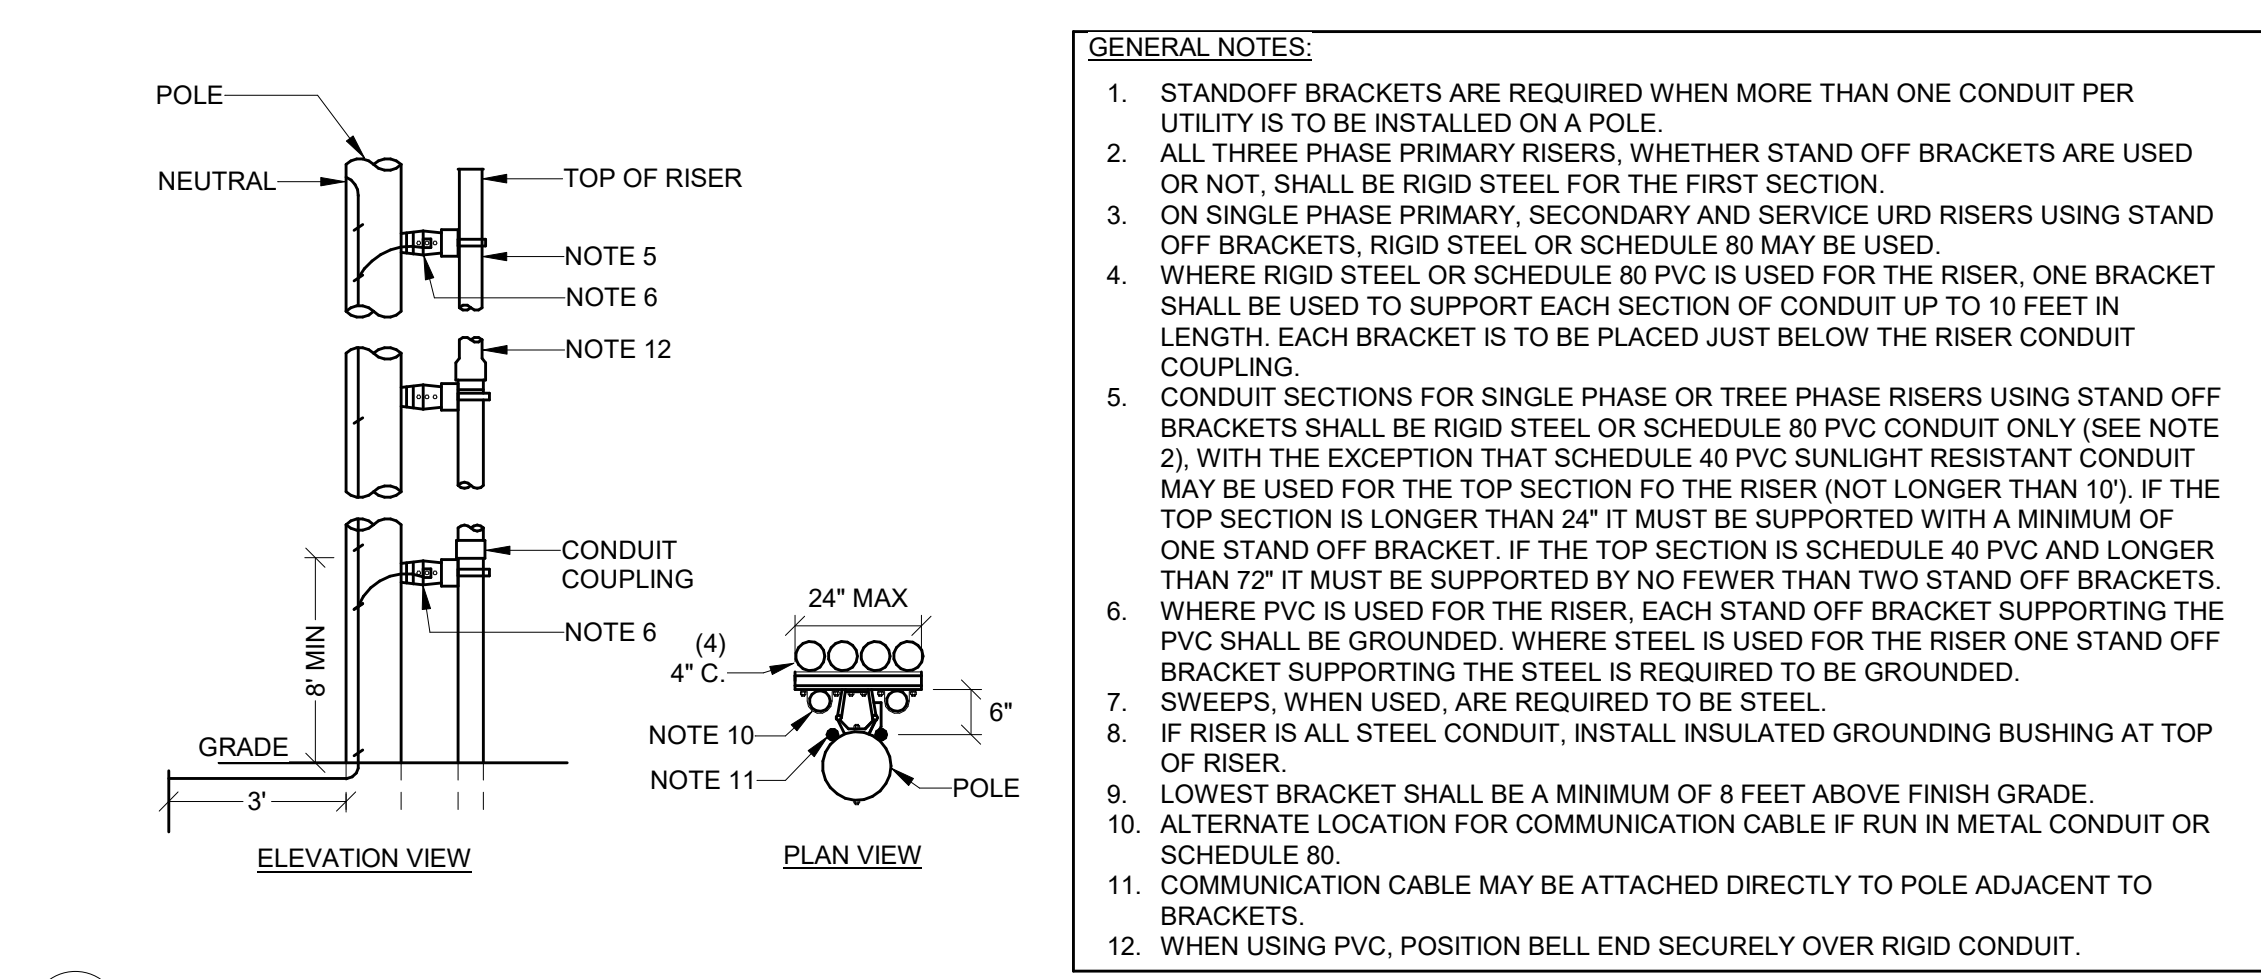 POLE
NEUTRAL
TOP OF RISER
NOTE 5
NOTE 6
NOTE 12
CONDUIT
COUPLING
NOTE 6
8' MIN
GRADE
3'
ELEVATION VIEW
24" MAX
(4)
4" C.
6"
NOTE 10
NOTE 11
POLE
PLAN VIEW
GENERAL NOTES:
1. STANDOFF BRACKETS ARE REQUIRED WHEN MORE THAN ONE CONDUIT PER
UTILITY IS TO BE INSTALLED ON A POLE.
2. ALL THREE PHASE PRIMARY RISERS, WHETHER STAND OFF BRACKETS ARE USED
OR NOT, SHALL BE RIGID STEEL FOR THE FIRST SECTION.
3. ON SINGLE PHASE PRIMARY, SECONDARY AND SERVICE URD RISERS USING STAND
OFF BRACKETS, RIGID STEEL OR SCHEDULE 80 MAY BE USED.
4. WHERE RIGID STEEL OR SCHEDULE 80 PVC IS USED FOR THE RISER, ONE BRACKET
SHALL BE USED TO SUPPORT EACH SECTION OF CONDUIT UP TO 10 FEET IN
LENGTH. EACH BRACKET IS TO BE PLACED JUST BELOW THE RISER CONDUIT
COUPLING.
5. CONDUIT SECTIONS FOR SINGLE PHASE OR TREE PHASE RISERS USING STAND OFF
BRACKETS SHALL BE RIGID STEEL OR SCHEDULE 80 PVC CONDUIT ONLY (SEE NOTE
2), WITH THE EXCEPTION THAT SCHEDULE 40 PVC SUNLIGHT RESISTANT CONDUIT
MAY BE USED FOR THE TOP SECTION FO THE RISER (NOT LONGER THAN 10'). IF THE
TOP SECTION IS LONGER THAN 24" IT MUST BE SUPPORTED WITH A MINIMUM OF
ONE STAND OFF BRACKET. IF THE TOP SECTION IS SCHEDULE 40 PVC AND LONGER
THAN 72" IT MUST BE SUPPORTED BY NO FEWER THAN TWO STAND OFF BRACKETS.
6. WHERE PVC IS USED FOR THE RISER, EACH STAND OFF BRACKET SUPPORTING THE
PVC SHALL BE GROUNDED. WHERE STEEL IS USED FOR THE RISER ONE STAND OFF
BRACKET SUPPORTING THE STEEL IS REQUIRED TO BE GROUNDED.
7. SWEEPS, WHEN USED, ARE REQUIRED TO BE STEEL.
8. IF RISER IS ALL STEEL CONDUIT, INSTALL INSULATED GROUNDING BUSHING AT TOP
OF RISER.
9. LOWEST BRACKET SHALL BE A MINIMUM OF 8 FEET ABOVE FINISH GRADE.
10. ALTERNATE LOCATION FOR COMMUNICATION CABLE IF RUN IN METAL CONDUIT OR
SCHEDULE 80.
11. COMMUNICATION CABLE MAY BE ATTACHED DIRECTLY TO POLE ADJACENT TO
BRACKETS.
12. WHEN USING PVC, POSITION BELL END SECURELY OVER RIGID CONDUIT.